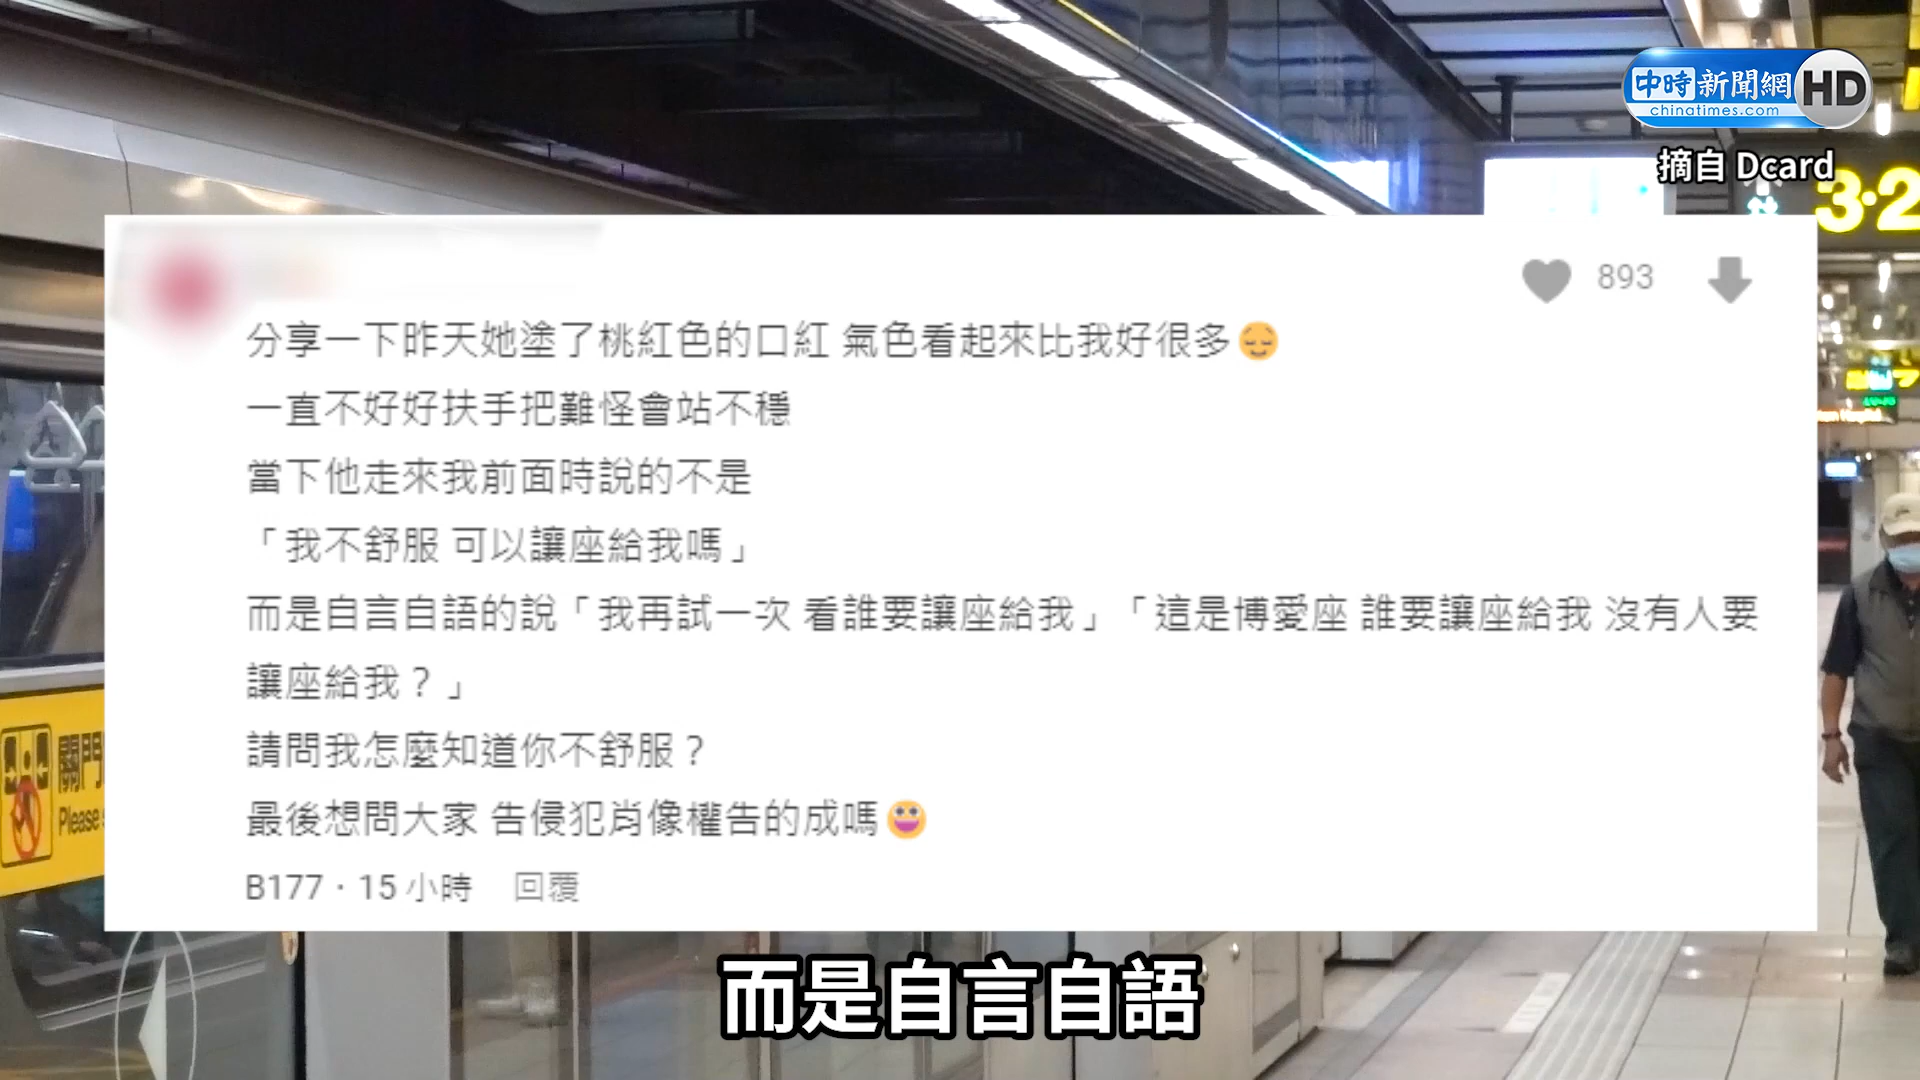 中時新聞網 HD
chinatimes.com
摘自 Dcard
3·2
893
分享一下昨天她塗了桃紅色的口紅 氣色看起來比我好很多😌
一直不好好扶手把難怪會站不穩
當下他走來我前面時說的不是
「我不舒服 可以讓座給我嗎」
而是自言自語的說「我再試一次 看誰要讓座給我」「這是博愛座 誰要讓座給我 沒有人要
讓座給我？」
請問我怎麼知道你不舒服？
最後想問大家 告侵犯肖像權告的成嗎😀
B177・15 小時 回覆
關門
Please
而是自言自語